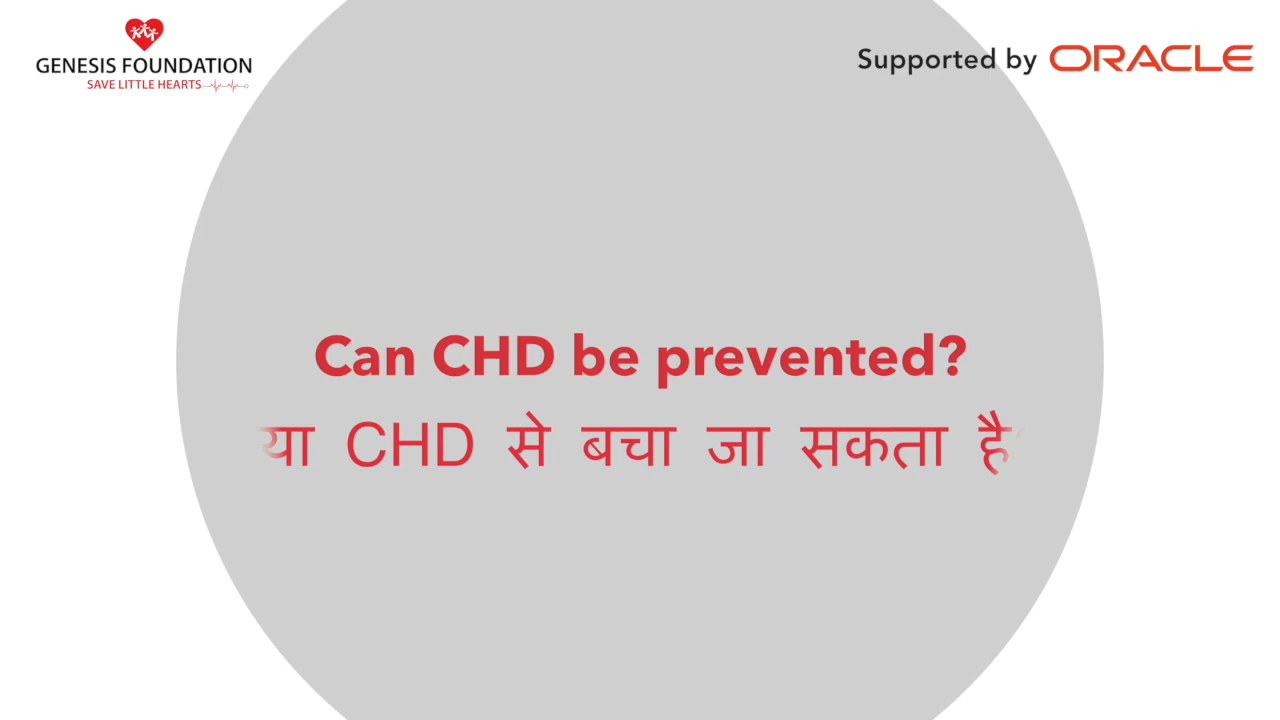 GENESIS FOUNDATION
SAVE LITTLE HEARTS
Supported by ORACLE
Can CHD be prevented?
CHD से बचा जा सकता है